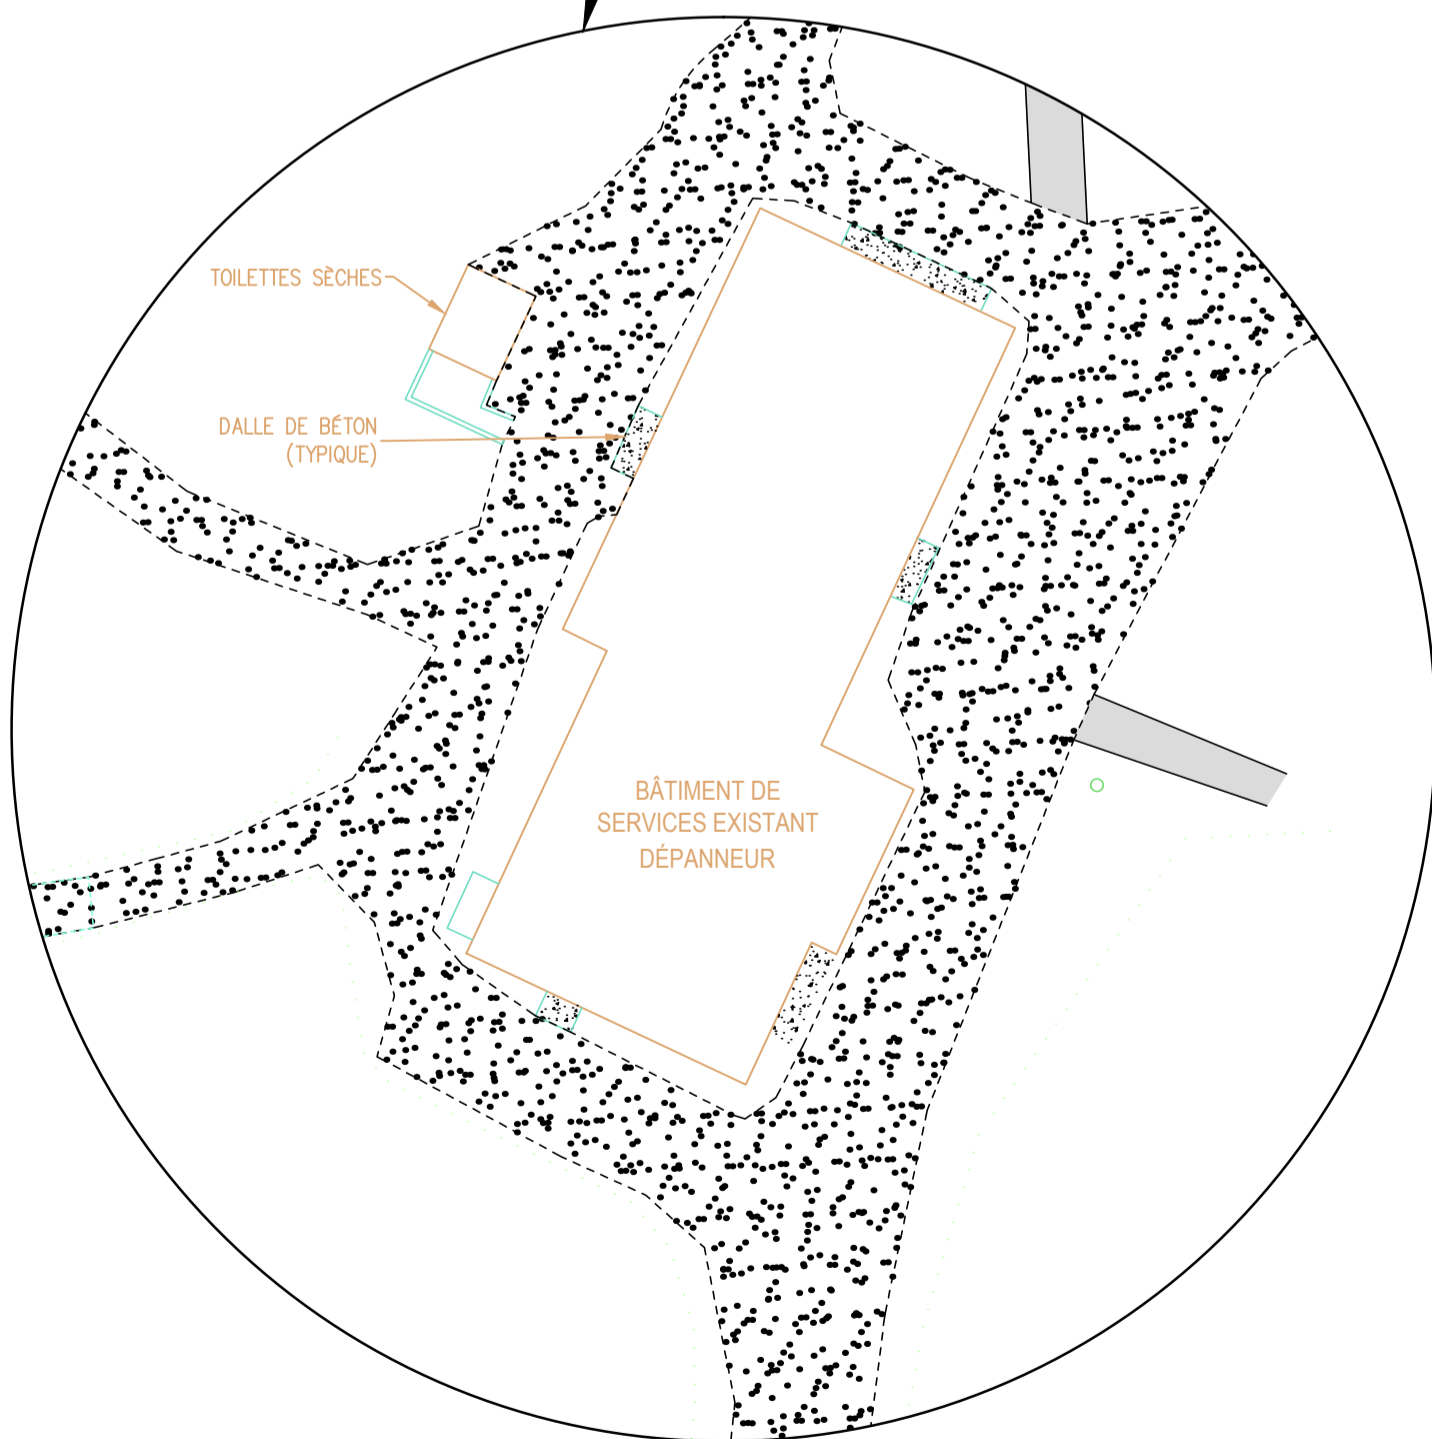 TOILETTES SÈCHES
DALLE DE BÉTON
(TYPIQUE)
BÂTIMENT DE
SERVICES EXISTANT
DÉPANNEUR